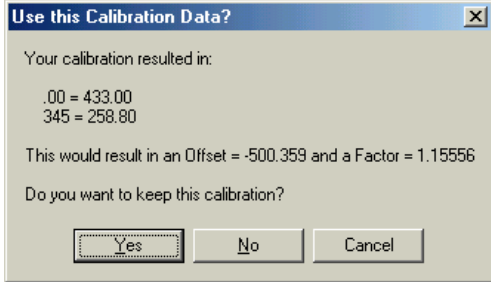 Use this Calibration Data?
Your calibration resulted in:
.00 = 433.00
345 = 258.80
This would result in an Offset = -500.359 and a Factor = 1.15556
Do you want to keep this calibration?
Yes
No
Cancel